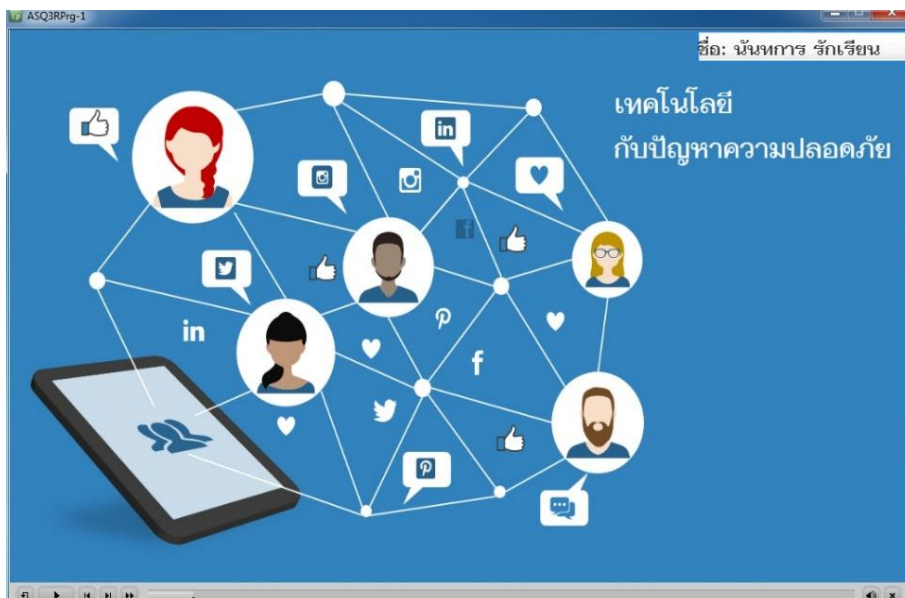 ASQ3RPrg-1
ชื่อ: นันทการ รักเรียน
เทคโนโลยี
กับปัญหาความปลอดภัย
in
in
f
f